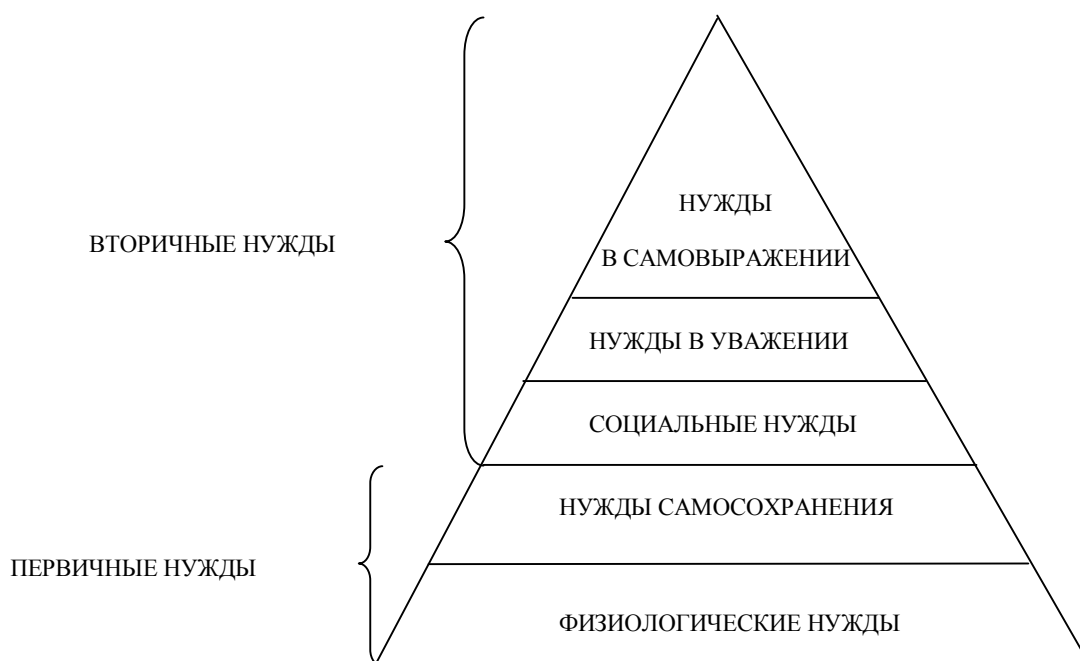 НУЖДЫ
В САМОВЫРАЖЕНИИ
ВТОРИЧНЫЕ НУЖДЫ
НУЖДЫ В УВАЖЕНИИ
СОЦИАЛЬНЫЕ НУЖДЫ
НУЖДЫ САМОСОХРАНЕНИЯ
ПЕРВИЧНЫЕ НУЖДЫ
ФИЗИОЛОГИЧЕСКИЕ НУЖДЫ